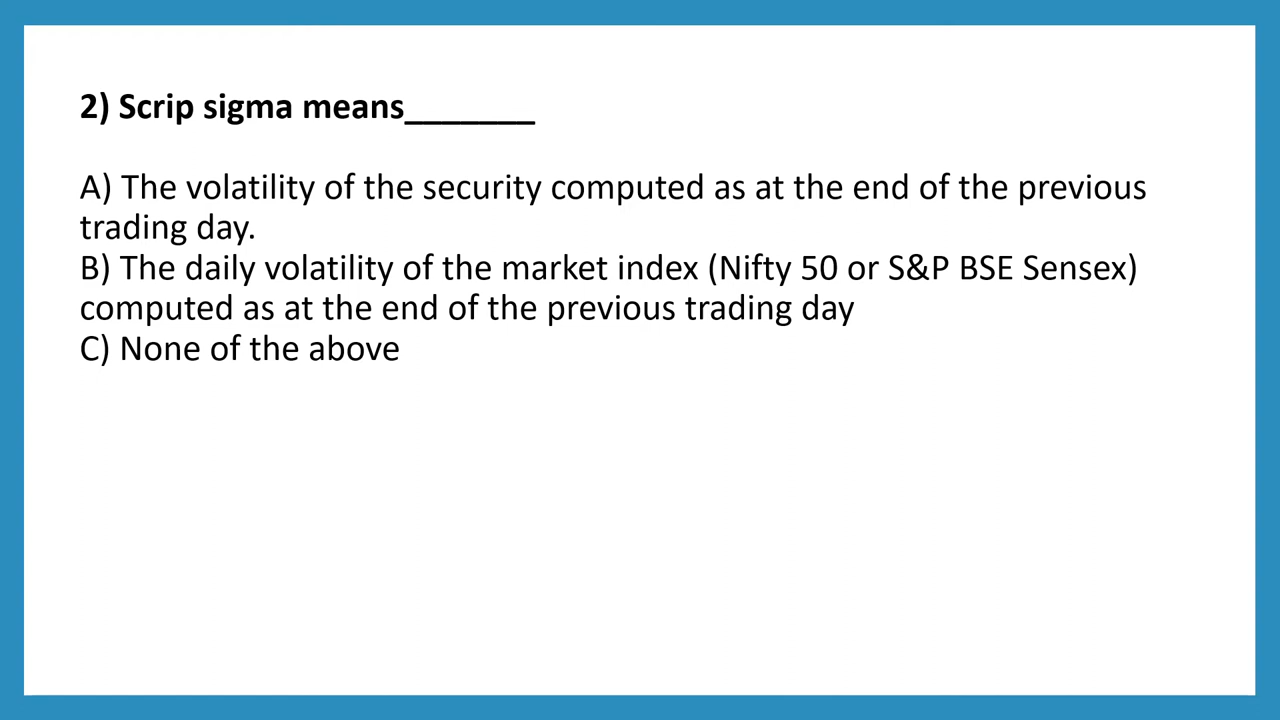 2) Scrip sigma means_______
A) The volatility of the security computed as at the end of the previous
trading day.
B) The daily volatility of the market index (Nifty 50 or S&P BSE Sensex)
computed as at the end of the previous trading day
C) None of the above